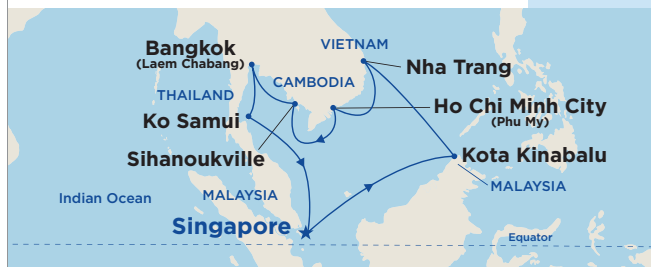 VIETNAM
Bangkok
(Laem Chabang)
Nha Trang
CAMBODIA
THAILAND
Ho Chi Minh City
(Phu My)
Ko Samui
Sihanoukville
Kota Kinabalu
MALAYSIA
MALAYSIA
Indian Ocean
Singapore
Equator